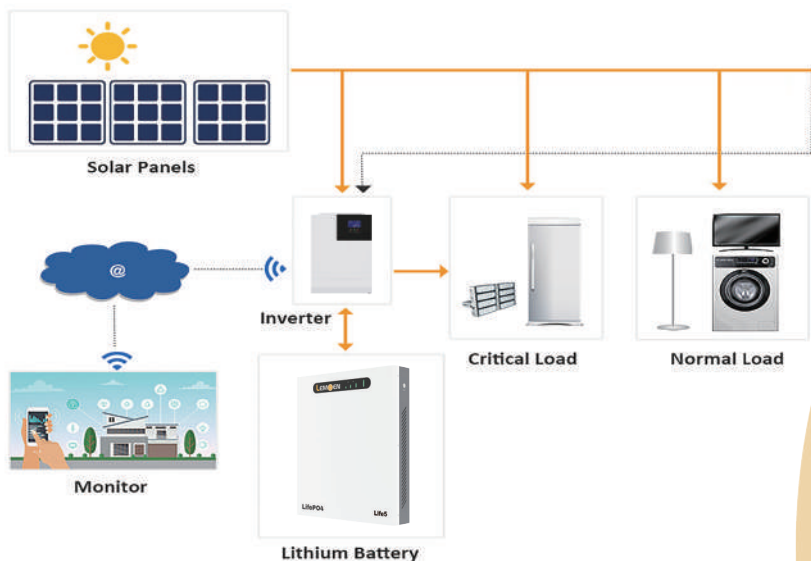 Solar Panels
@
Inverter
Critical Load
Normal Load
Monitor
LifePO4
Life5
Lithium Battery